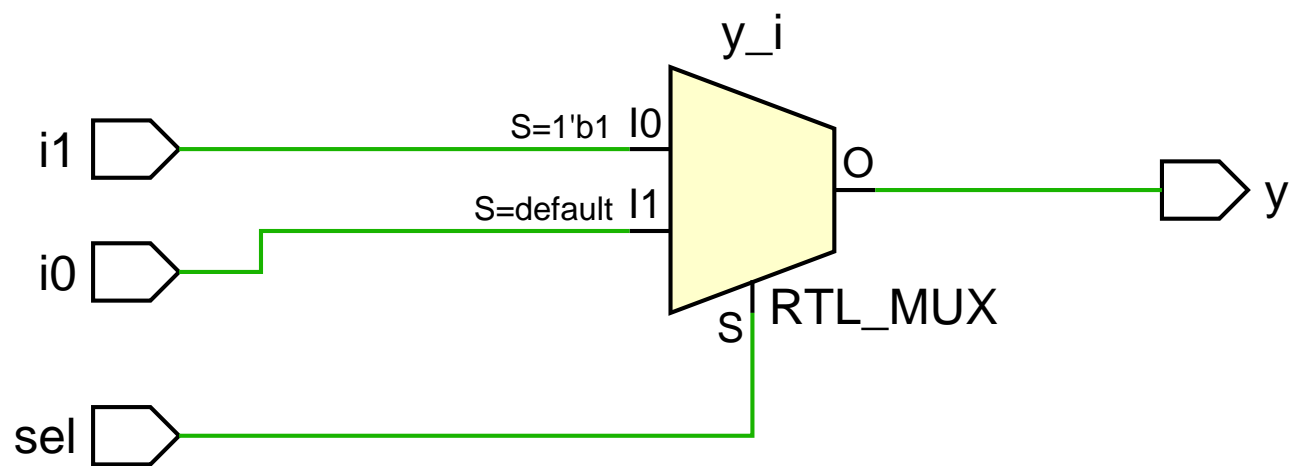 y_i
i1
S=1'b1 I0
O
S=default I1
y
i0
RTL_MUX
S
sel